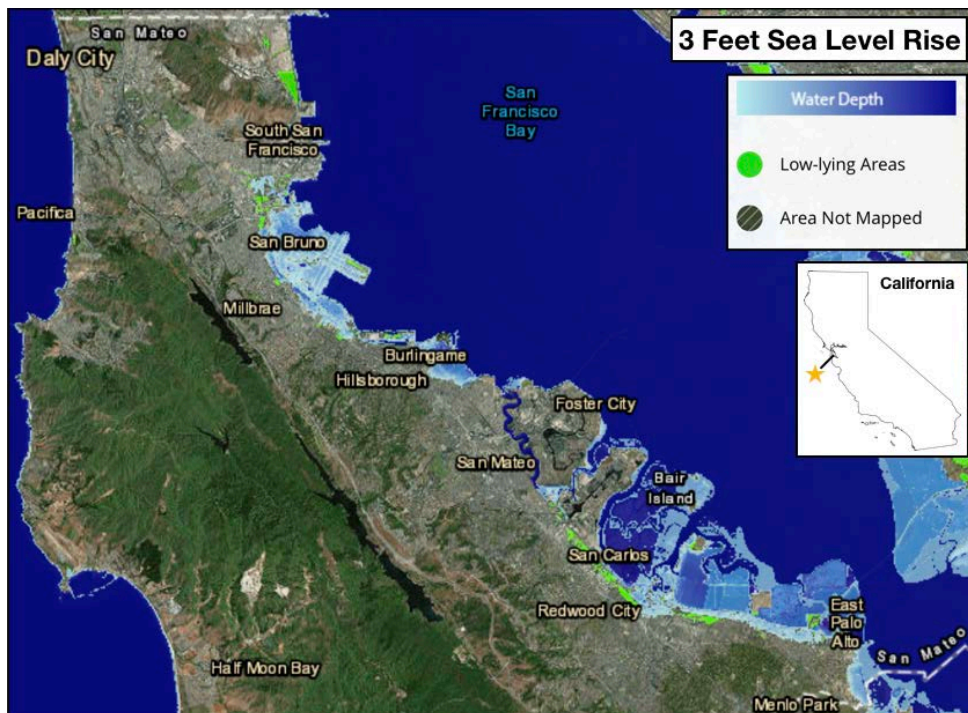 San Mateo
Daly City
3 Feet Sea Level Rise
San
Francisco
Bay
Water Depth
South San
Francisco
Low-lying Areas
Pacifica
Area Not Mapped
San Bruno
California
Millbrae
Burlingame
Hillsborough
Foster City
San Mateo
Bair
Island
San Carlos
Redwood City
East
Palo
Alto
San Mateo
Half Moon Bay
Menlo Park